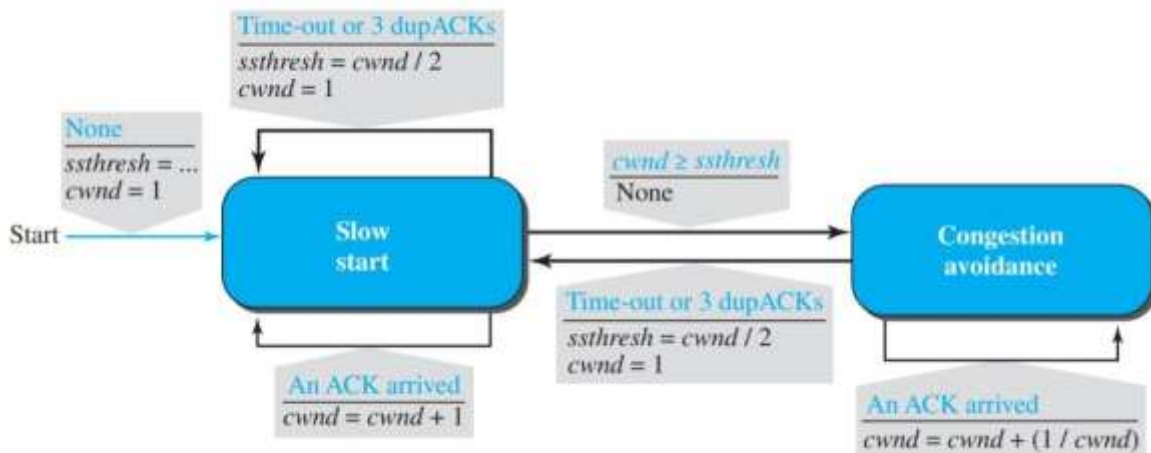 Time-out or 3 dupACKs
ssthresh = cwnd / 2
cwnd = 1
None
ssthresh = ...
cwnd = 1
Start
Slow
start
cwnd ≥ ssthresh
None
Congestion
avoidance
Time-out or 3 dupACKs
ssthresh = cwnd / 2
cwnd = 1
An ACK arrived
cwnd = cwnd + 1
An ACK arrived
cwnd = cwnd + (1 / cwnd)